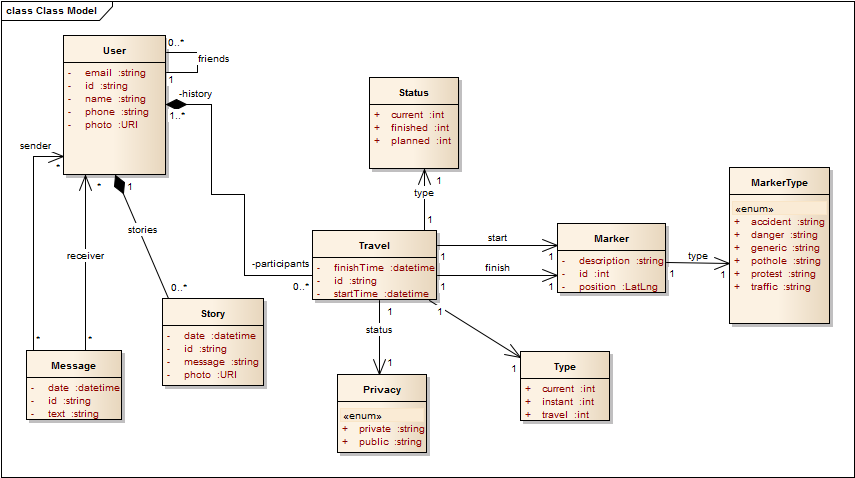 class Class Model
User
- email :string
- id :string
- name :string
- phone :string
- photo :URI
0..*
friends
1
-history
1..*
sender
*
*
1
receiver
stories
*
*
0..*
-participants
0..*
Status
+ current :int
+ finished :int
+ planned :int
1
type
1
Travel
- finishTime :datetime
- id :string
- startTime :datetime
1
start
1
1
finish
1
Marker
- description :string
- id :int
- position :LatLng
1
type
1
MarkerType
«enum»
+ accident :string
+ danger :string
+ generic :string
+ pothole :string
+ protest :string
+ traffic :string
Story
- date :datetime
- id :string
- message :string
- photo :URI
Message
- date :datetime
- id :string
- text :string
1
status
1
1
1
Privacy
«enum»
+ private :string
+ public :string
Type
+ current :int
+ instant :int
+ travel :int